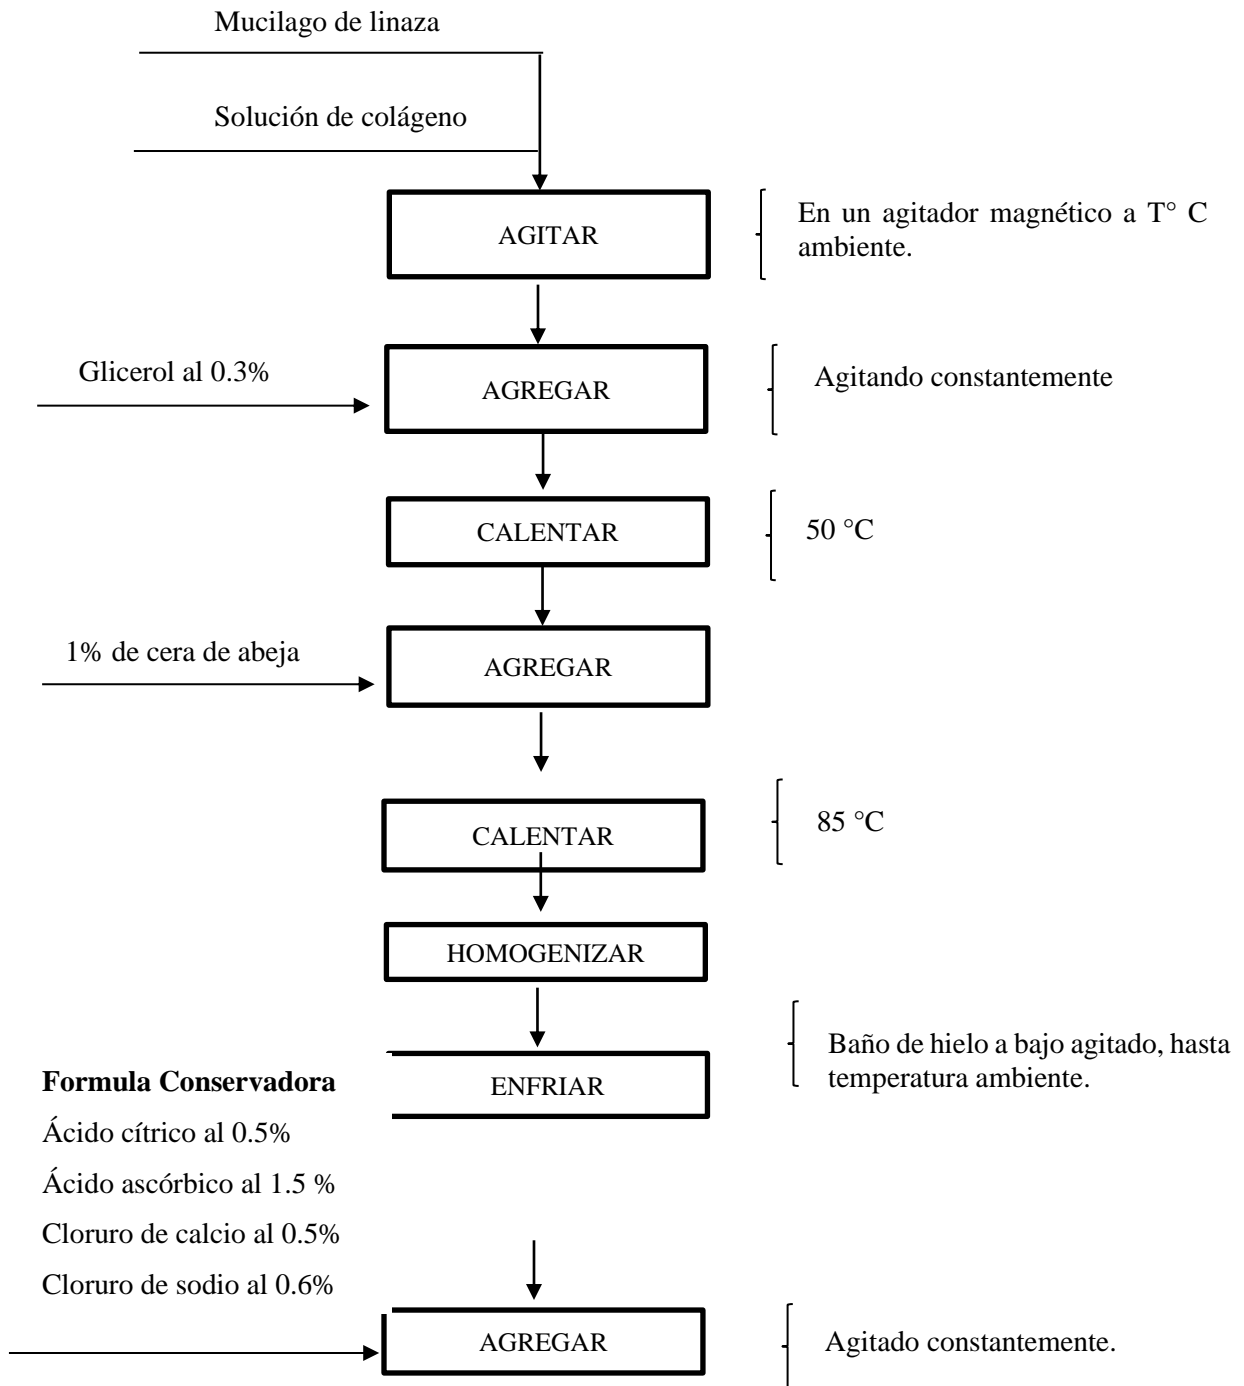 Mucilago de linaza
Solución de colágeno
AGITAR
En un agitador magnético a T° C
ambiente.
Glicerol al 0.3%
AGREGAR
Agitando constantemente
CALENTAR
50 °C
1% de cera de abeja
AGREGAR
CALENTAR
85 °C
HOMOGENIZAR
Baño de hielo a bajo agitado, hasta
temperatura ambiente.
ENFRIAR
Formula Conservadora
Ácido cítrico al 0.5%
Ácido ascórbico al 1.5 %
Cloruro de calcio al 0.5%
Cloruro de sodio al 0.6%
AGREGAR
Agitado constantemente.